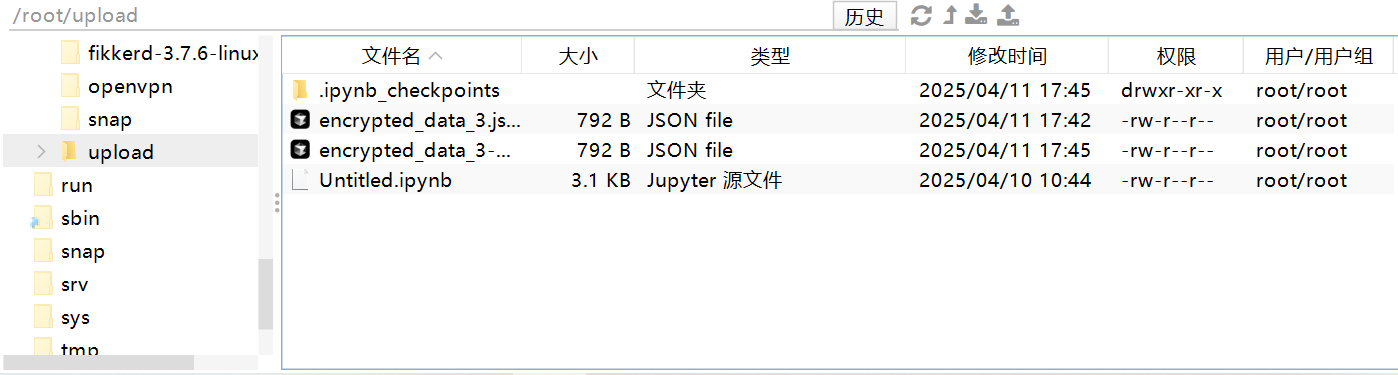 /root/upload 历史
fikkerd-3.7.6-linux
openvpn
snap
upload
run
sbin
snap
srv
sys
tmp
文件名 大小 类型 修改时间 权限 用户/用户组
.ipynb_checkpoints 文件夹 2025/04/11 17:45 drwxr-xr-x root/root
encrypted_data_3.js... 792 B JSON file 2025/04/11 17:42 -rw-r--r-- root/root
encrypted_data_3-... 792 B JSON file 2025/04/11 17:45 -rw-r--r-- root/root
Untitled.ipynb 3.1 KB Jupyter 源文件 2025/04/10 10:44 -rw-r--r-- root/root